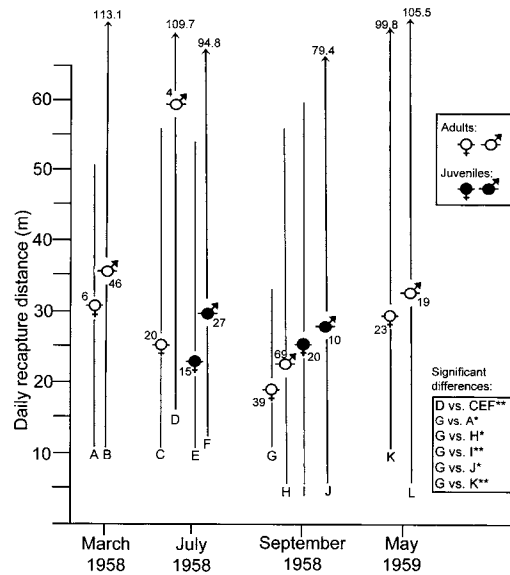 113.1
109.7
94.8
79.4
99.8
105.5
60
50
40
30
20
10
Daily recapture distance (m)
6
46
20
4
15
27
39
69
20
10
23
19
A B
C
D
E
F
G
H
I
J
K
L
March
1958
July
1958
September
1958
May
1959
Adults:
♀ ♂
Juveniles:
Significant
differences:
D vs. CEF**
G vs. A*
G vs. H*
G vs. I**
G vs. J*
G vs. K**